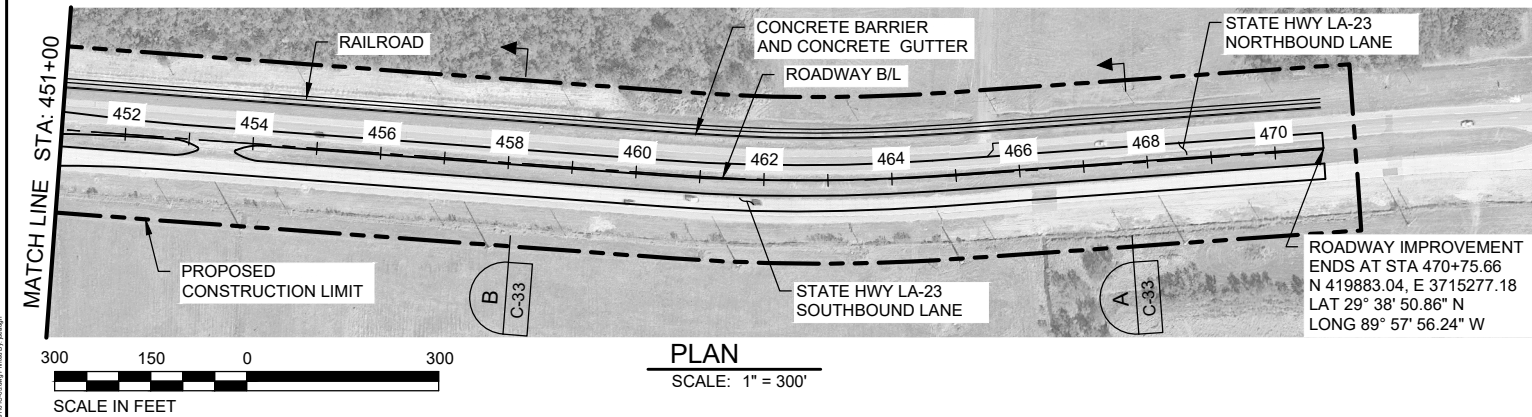 RAILROAD
CONCRETE BARRIER
AND CONCRETE GUTTER
ROADWAY B/L
STATE HWY LA-23
NORTHBOUND LANE
MATCH LINE STA: 451+00
452
454
456
458
460
462
464
466
468
470
PROPOSED
CONSTRUCTION LIMIT
B
C-33
STATE HWY LA-23
SOUTHBOUND LANE
A
C-33
ROADWAY IMPROVEMENT
ENDS AT STA 470+75.66
N 419883.04, E 3715277.18
LAT 29° 38' 50.86" N
LONG 89° 57' 56.24" W
300 150 0 300
SCALE IN FEET
PLAN
SCALE: 1" = 300'